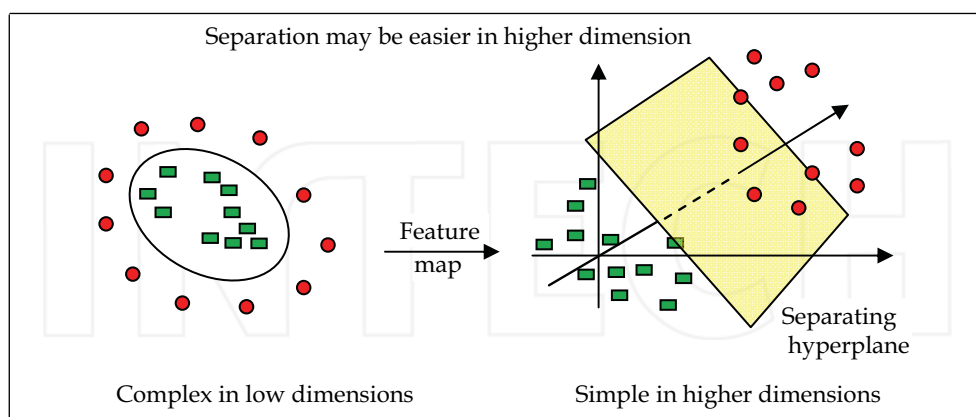 Separation may be easier in higher dimension
Feature
map
Separating
hyperplane
Complex in low dimensions
Simple in higher dimensions
INTECH